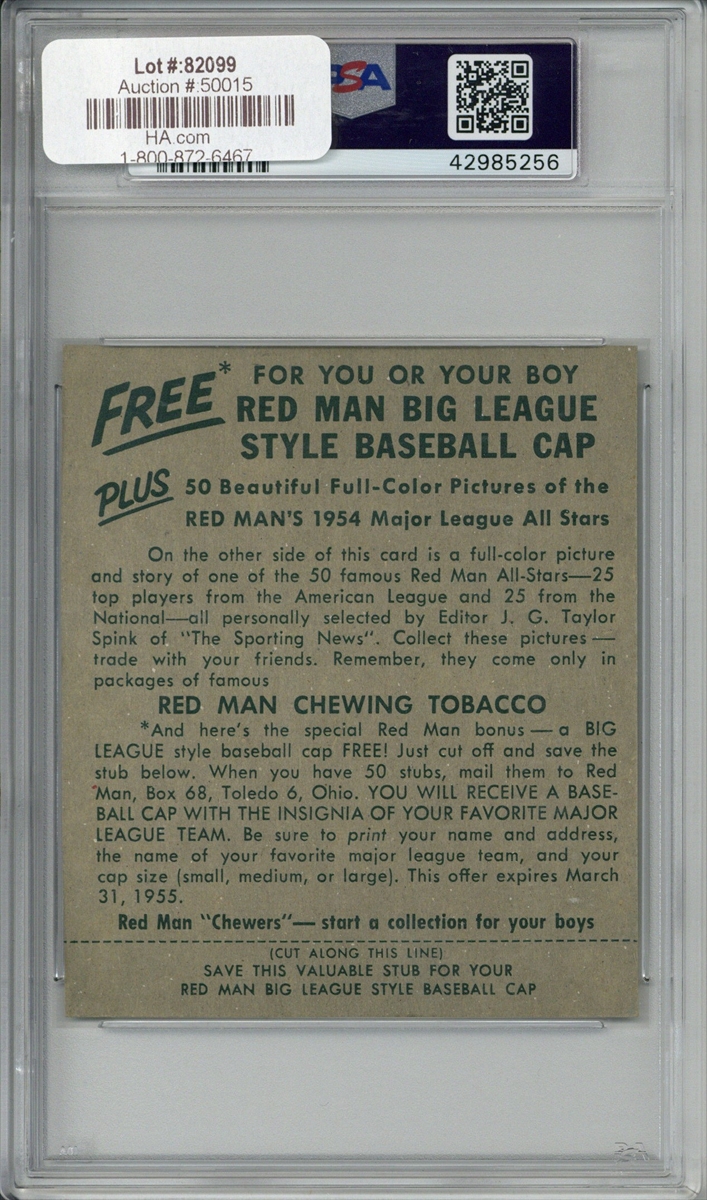 Lot#:82099
Auction #:50015
HA.com
1-800-872-6467
PSA
42985256
FREE* FOR YOU OR YOUR BOY
RED MAN BIG LEAGUE
STYLE BASEBALL CAP
PLUS 50 Beautiful Full-Color Pictures of the
RED MAN'S 1954 Major League All Stars
On the other side of this card is a full-color picture
and story of one of the 50 famous Red Man All-Stars—25
top players from the American League and 25 from the
National—all personally selected by Editor J. G. Taylor
Spink of "The Sporting News". Collect these pictures—
trade with your friends. Remember, they come only in
packages of famous
RED MAN CHEWING TOBACCO
*And here's the special Red Man bonus—a BIG
LEAGUE style baseball cap FREE! Just cut off and save the
stub below. When you have 50 stubs, mail them to Red
Man, Box 68, Toledo 6, Ohio. YOU WILL RECEIVE A BASE-
BALL CAP WITH THE INSIGNIA OF YOUR FAVORITE MAJOR
LEAGUE TEAM. Be sure to print your name and address,
the name of your favorite major league team, and your
cap size (small, medium, or large). This offer expires March
31, 1955.
Red Man "Chewers"—start a collection for your boys
(CUT ALONG THIS LINE)
SAVE THIS VALUABLE STUB FOR YOUR
RED MAN BIG LEAGUE STYLE BASEBALL CAP